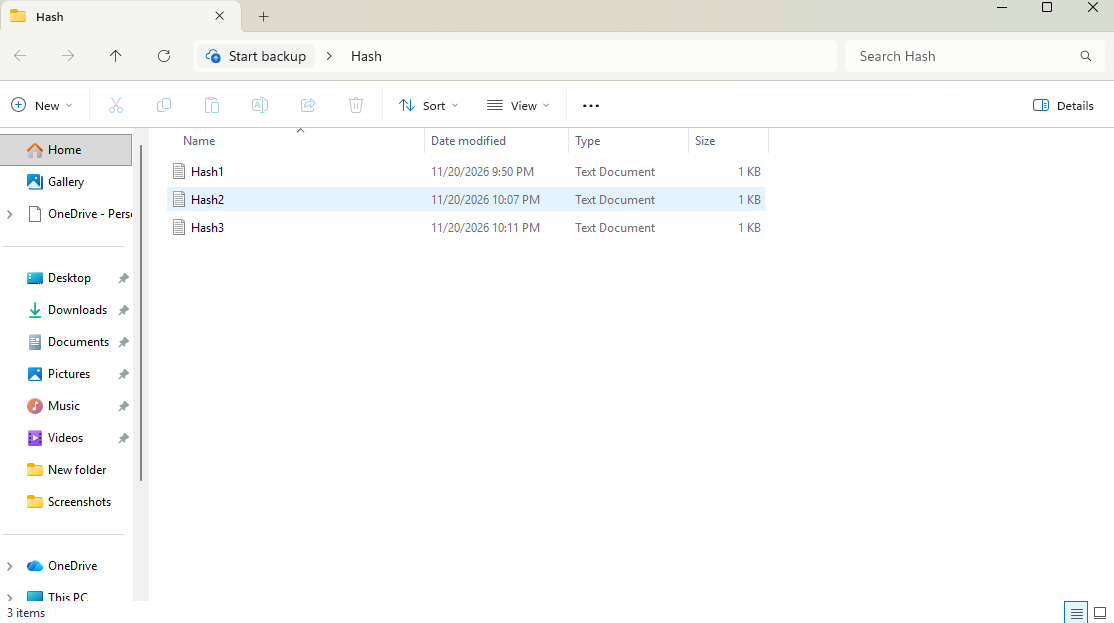 Hash
Start backup > Hash
Search Hash
New
Sort
View
...
Details
Home
Gallery
OneDrive - Perso
Desktop
Downloads
Documents
Pictures
Music
Videos
New folder
Screenshots
OneDrive
This PC
Name Date modified Type Size
Hash1 11/20/2026 9:50 PM Text Document 1 KB
Hash2 11/20/2026 10:07 PM Text Document 1 KB
Hash3 11/20/2026 10:11 PM Text Document 1 KB
3 items